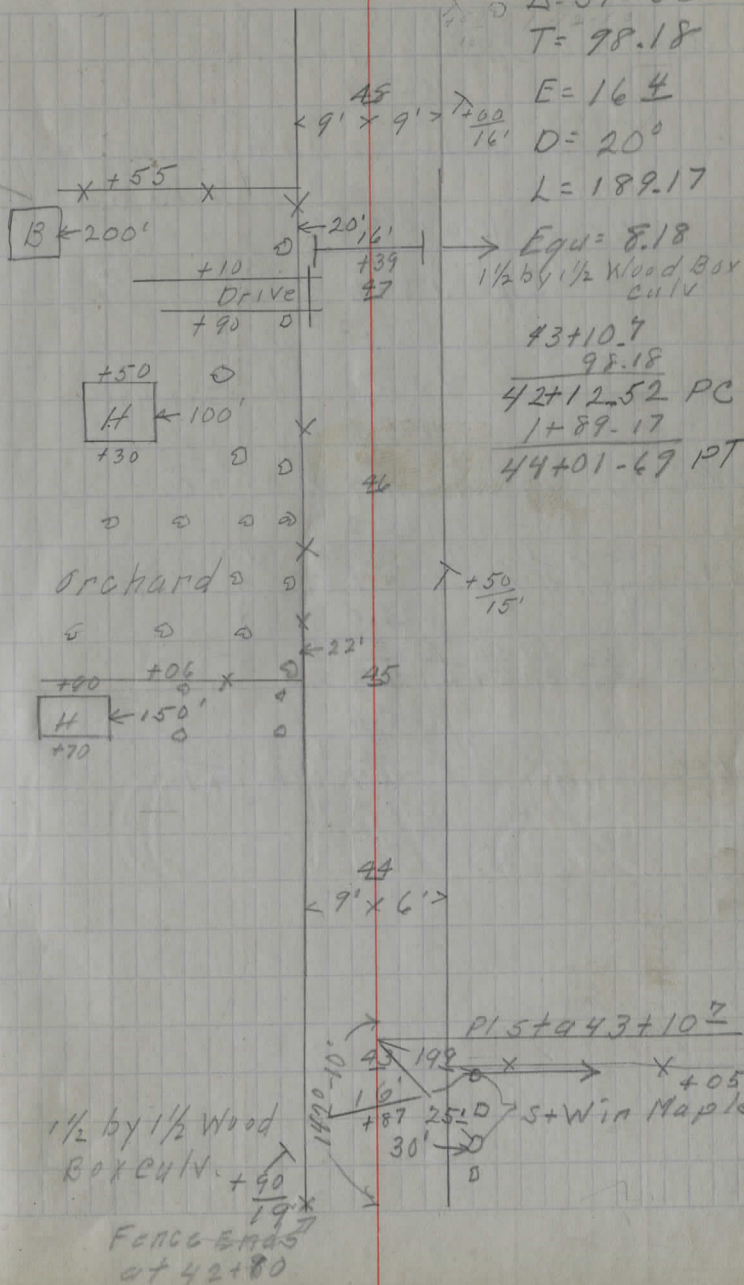 T= 98.18
48
E= 16 4
9' x 9'
T +00
16'
D= 20°
+55
L= 189.17
B ←200'
←20'
16'
Equ= 8.18
+39
1½ by 1½ Wood Box
Culv
+10
Drive
47
+90
43+10.7
98.18
42+12.52 PC
1+89.17
44+01-69 PT
+50
H ←100'
+30
46
Orchard
T +50
15'
←22'
+06
45
+90
H ←150'
+70
44
9' x 6'
PI Sta 43+10 7
43
199
+05
16'
+87
25'
S+Win Maple
30'
1½ by 1½ Wood
Box Culv.
T
+90
19'
Fence Ends
at 42+80